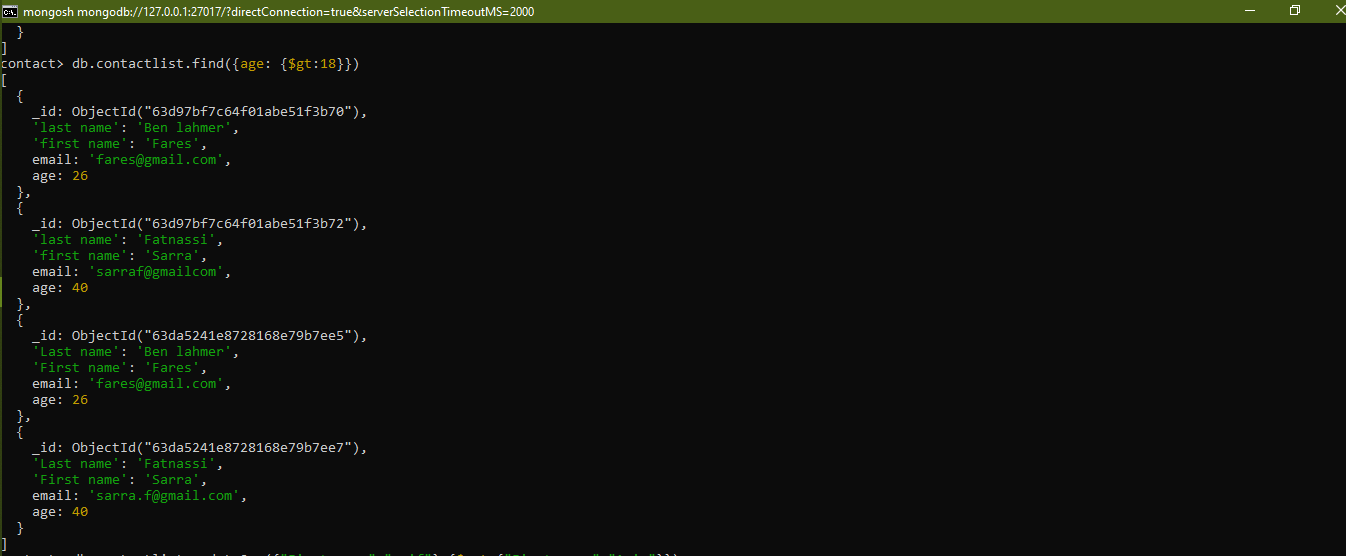 mongosh mongodb://127.0.0.1:27017/?directConnection=true&serverSelectionTimeoutMS=2000
}
]
contact> db.contactlist.find({age: {$gt:18}})
[
{
_id: ObjectId("63d97bf7c64f01abe51f3b70"),
'last name': 'Ben lahmer',
'first name': 'Fares',
email: 'fares@gmail.com',
age: 26
},
{
_id: ObjectId("63d97bf7c64f01abe51f3b72"),
'last name': 'Fatnassi',
'first name': 'Sarra',
email: 'sarraf@gmailcom',
age: 40
},
{
_id: ObjectId("63da5241e8728168e79b7ee5"),
'Last name': 'Ben lahmer',
'First name': 'Fares',
email: 'fares@gmail.com',
age: 26
},
{
_id: ObjectId("63da5241e8728168e79b7ee7"),
'Last name': 'Fatnassi',
'First name': 'Sarra',
email: 'sarra.f@gmail.com',
age: 40
}
]